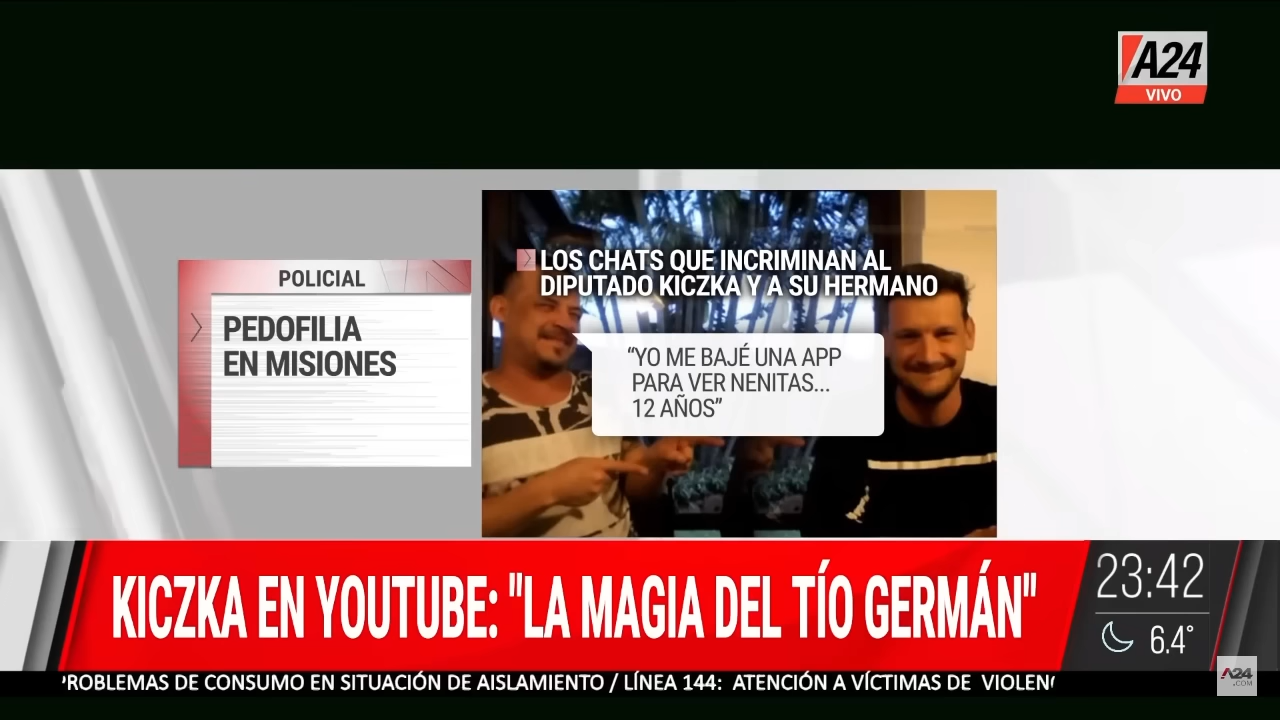 A24
VIVO
POLICIAL
PEDOFILIA
EN MISIONES
LOS CHATS QUE INCRIMINAN AL
DIPUTADO KICZKA Y A SU HERMANO
“YO ME BAJÉ UNA APP
PARA VER NENITAS...
12 AÑOS”
KICZKA EN YOUTUBE: "LA MAGIA DEL TÍO GERMÁN"
23:42
6.4°
PROBLEMAS DE CONSUMO EN SITUACIÓN DE AISLAMIENTO / LÍNEA 144: ATENCIÓN A VÍCTIMAS DE
A24
.COM